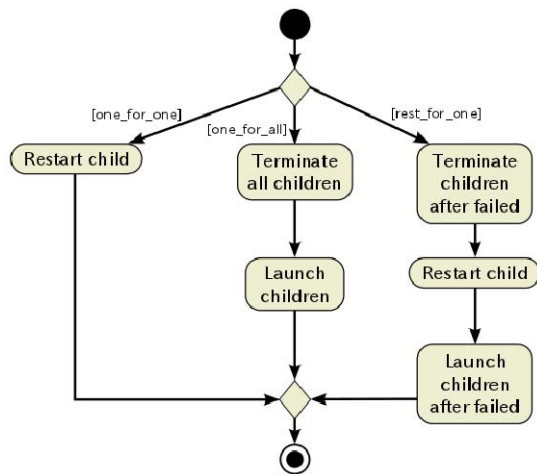 [one_for_one]
[one_for_all]
[rest_for_one]
Restart child
Terminate
all children
Launch
children
Terminate
children
after failed
Restart child
Launch
children
after failed